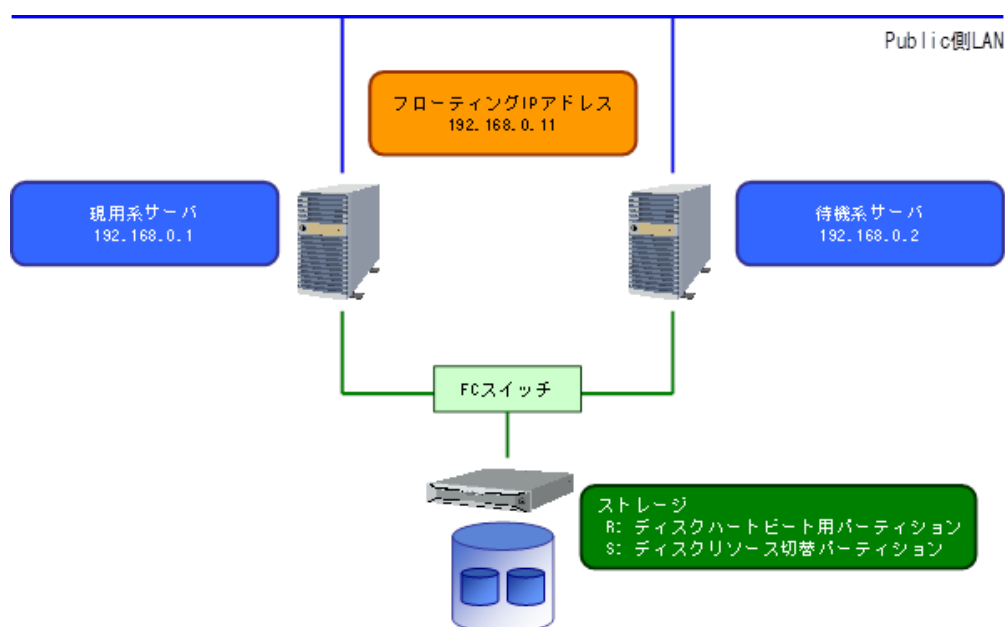 Public側LAN
フローティングIPアドレス
192.168.0.11
現用系サーバ
192.168.0.1
待機系サーバ
192.168.0.2
FCスイッチ
ストレージ
R: ディスクハートビート用パーティション
S: ディスクリソース切替パーティション